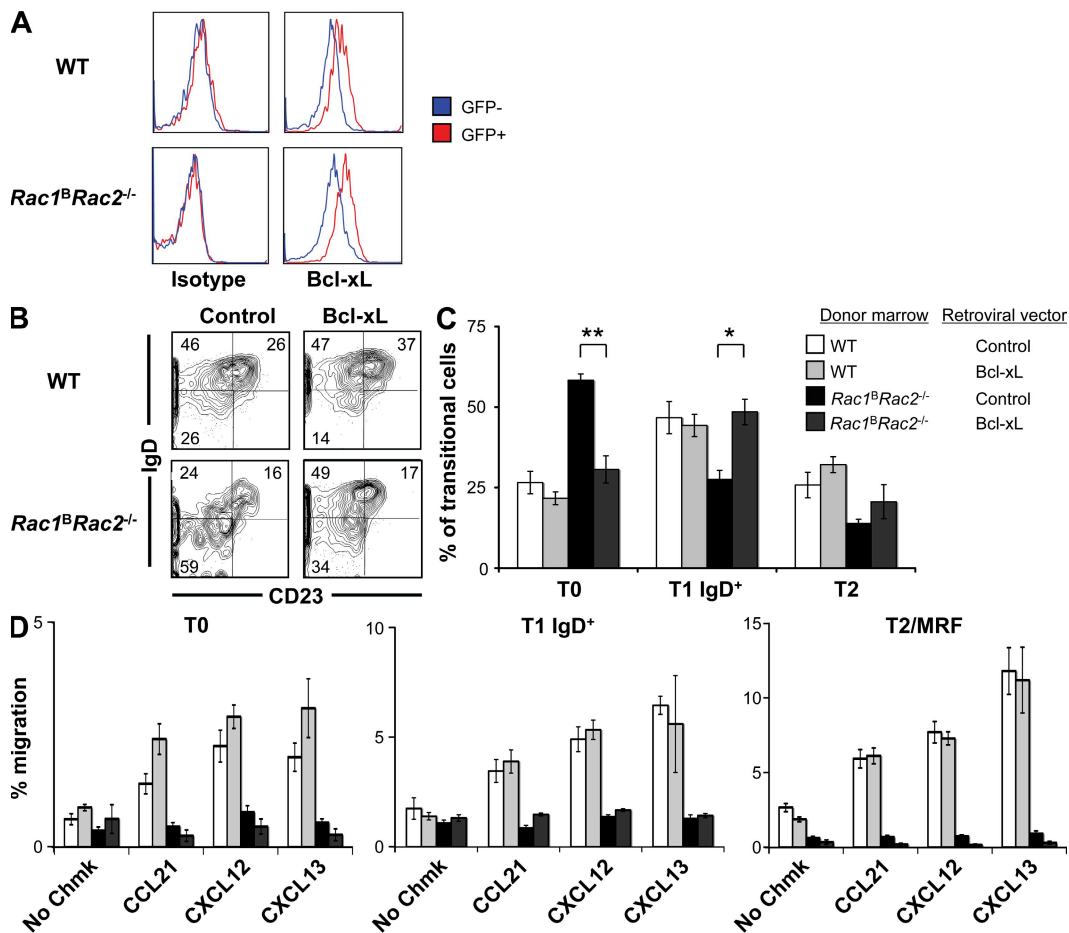 A
WT
Rac1ᴮRac2⁻/⁻
GFP-
GFP+
Isotype
Bcl-xL
B
Control
Bcl-xL
WT
46
26
26
47
37
14
Rac1ᴮRac2⁻/⁻
24
16
59
49
17
34
IgD
CD23
C
% of transitional cells
75
50
25
0
**
*
T0
T1 IgD⁺
T2
Donor marrow Retroviral vector
WT Control
WT Bcl-xL
Rac1ᴮRac2⁻/⁻ Control
Rac1ᴮRac2⁻/⁻ Bcl-xL
D
% migration
T0
5
0
No Chmk
CCL21
CXCL12
CXCL13
T1 IgD⁺
10
5
0
No Chmk
CCL21
CXCL12
CXCL13
T2/MRF
15
10
5
0
No Chmk
CCL21
CXCL12
CXCL13